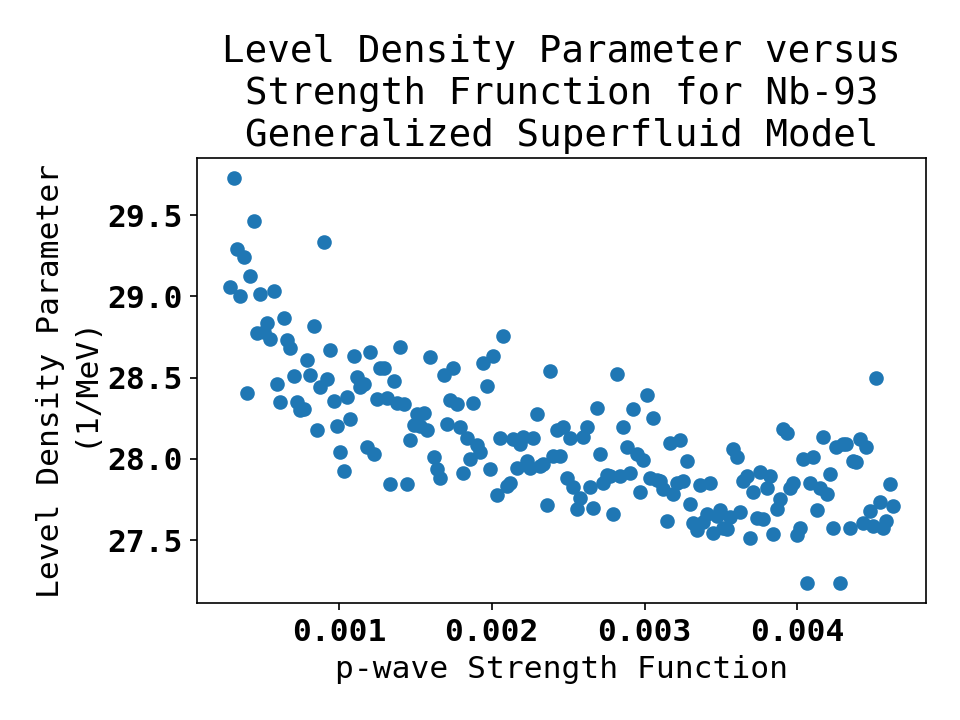 Level Density Parameter versus
Strength Frunction for Nb-93
Generalized Superfluid Model
Level Density Parameter
(1/MeV)
29.5
29.0
28.5
28.0
27.5
0.001 0.002 0.003 0.004
p-wave Strength Function